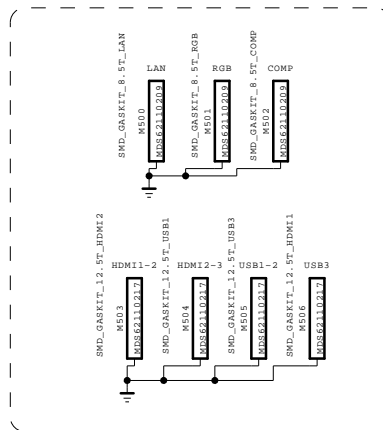 SMD_GASKIT_8.5T_LAN
M500
LAN
MDS62110209
SMD_GASKIT_8.5T_RGB
M501
RGB
MDS62110209
SMD_GASKIT_8.5T_COMP
M502
COMP
MDS62110209
SMD_GASKIT_12.5T_HDMI2
M503
HDMI1-2
MDS62110217
SMD_GASKIT_12.5T_USB1
M504
HDMI2-3
MDS62110217
SMD_GASKIT_12.5T_USB3
M505
USB1-2
MDS62110217
SMD_GASKIT_12.5T_HDMI1
M506
USB3
MDS62110217